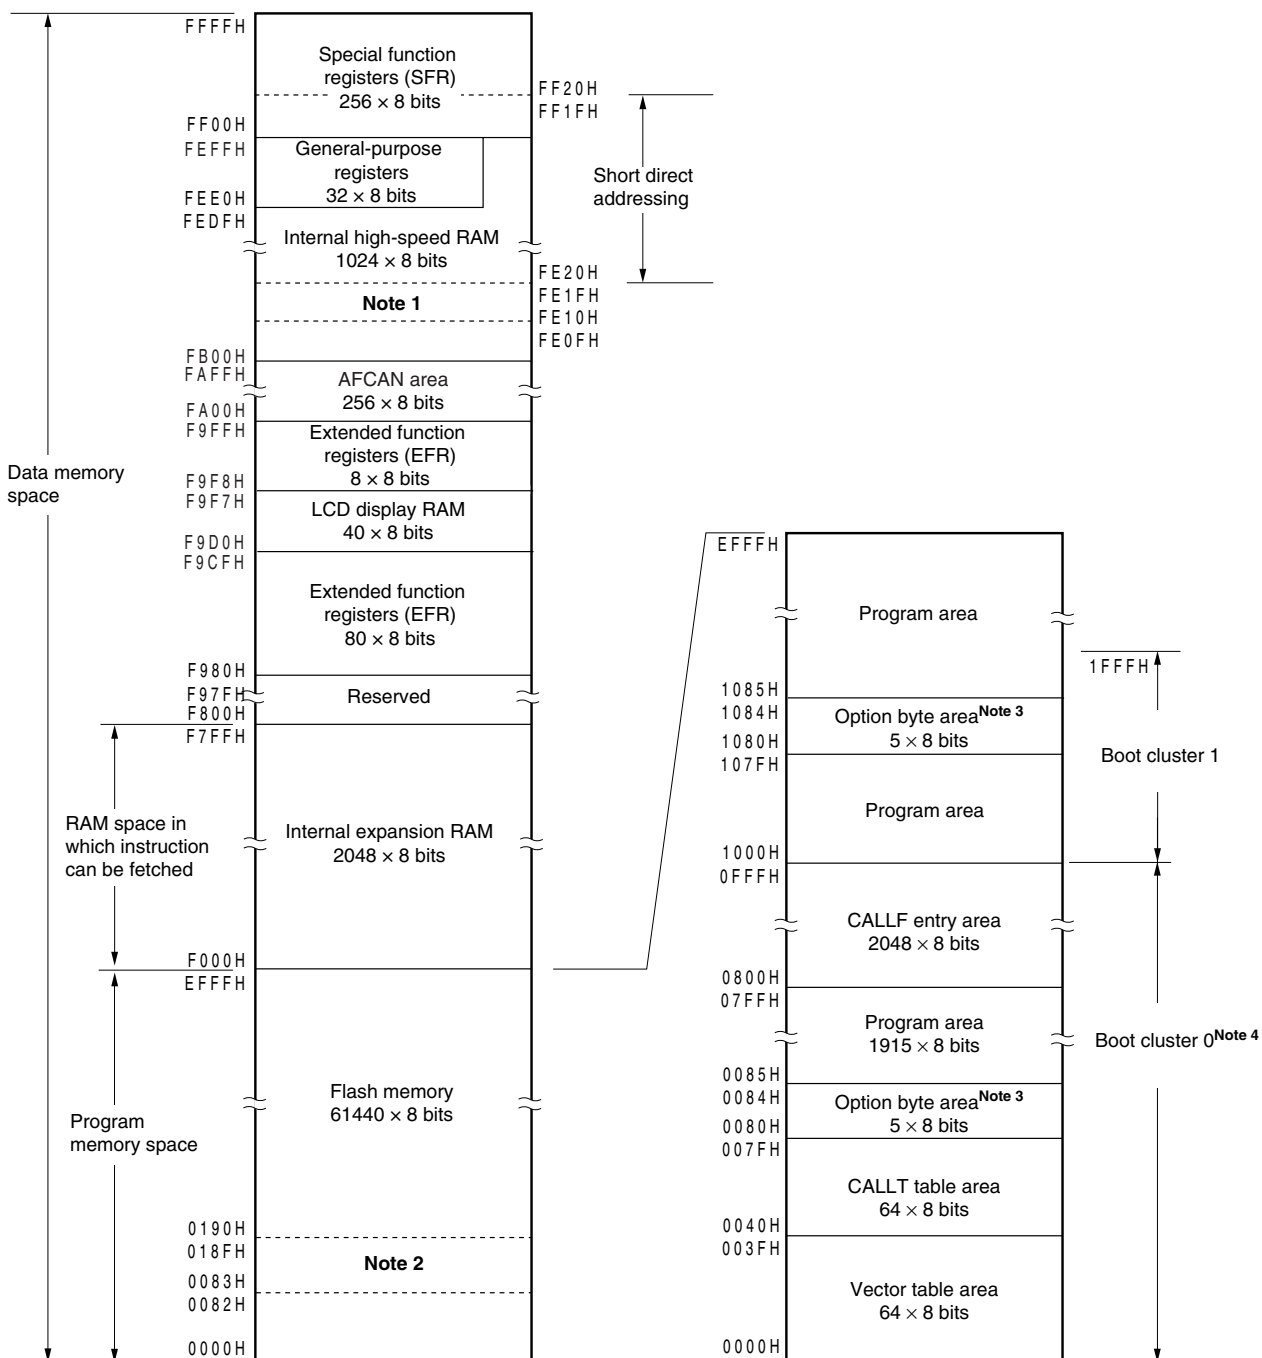 FFFFH
Special function
registers (SFR)
256 × 8 bits
FF20H
FF1FH
FF00H
FEFFH
General-purpose
registers
32 × 8 bits
Short direct
addressing
FEE0H
FEDFH
Internal high-speed RAM
1024 × 8 bits
FE20H
FE1FH
Note 1
FE10H
FE0FH
FB00H
FAFFH
AFCAN area
256 × 8 bits
FA00H
F9FFH
Extended function
registers (EFR)
8 × 8 bits
Data memory
space
F9F8H
F9F7H
LCD display RAM
40 × 8 bits
F9D0H
F9CFH
Extended function
registers (EFR)
80 × 8 bits
F980H
F97FH
Reserved
F800H
F7FFH
RAM space in
which instruction
can be fetched
Internal expansion RAM
2048 × 8 bits
F000H
EFFFH
Flash memory
61440 × 8 bits
Program
memory space
0190H
018FH
Note 2
0083H
0082H
0000H
EFFFH
Program area
1FFFH
1085H
1084H
Option byte area Note 3
5 × 8 bits
1080H
107FH
Boot cluster 1
Program area
1000H
0FFFH
CALLF entry area
2048 × 8 bits
0800H
07FFH
Program area
1915 × 8 bits
Boot cluster 0 Note 4
0085H
0084H
Option byte area Note 3
5 × 8 bits
0080H
007FH
CALLT table area
64 × 8 bits
0040H
003FH
Vector table area
64 × 8 bits
0000H